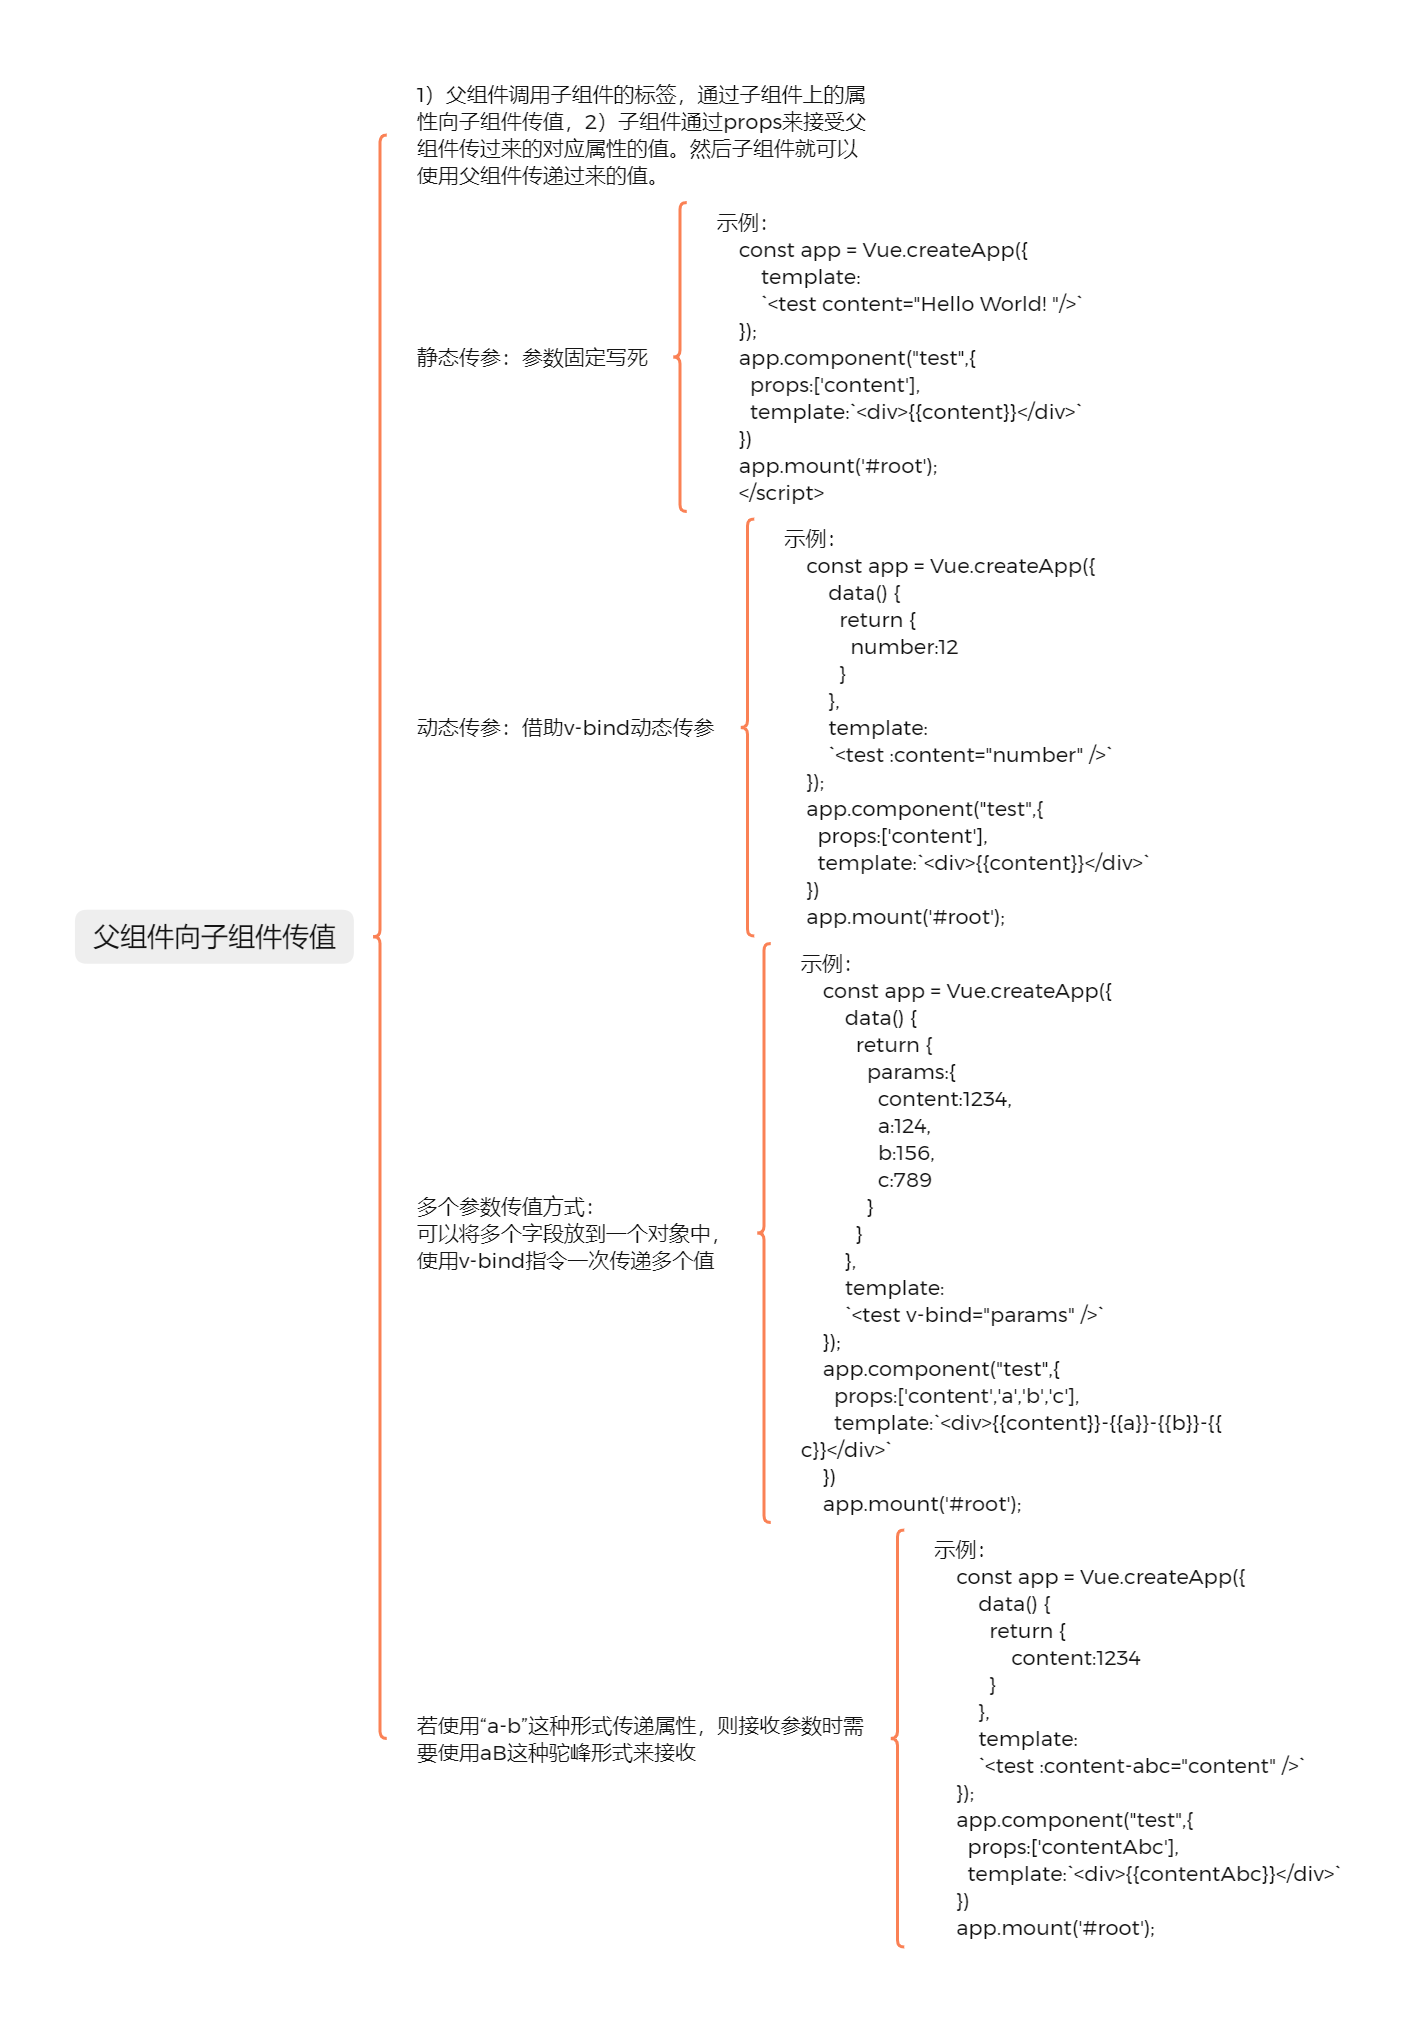 父组件向子组件传值
1）父组件调用子组件的标签，通过子组件上的属
性向子组件传值，2）子组件通过props来接受父
组件传过来的对应属性的值。然后子组件就可以
使用父组件传递过来的值。
静态传参：参数固定写死
示例：
const app = Vue.createApp({
template:
`<test content="Hello World! "/>`
});
app.component("test",{
props:['content'],
template:`<div>{{content}}</div>`
})
app.mount('#root');
</script>
动态传参：借助v-bind动态传参
示例：
const app = Vue.createApp({
data() {
return {
number:12
}
},
template:
`<test :content="number" />`
});
app.component("test",{
props:['content'],
template:`<div>{{content}}</div>`
})
app.mount('#root');
多个参数传值方式：
可以将多个字段放到一个对象中，
使用v-bind指令一次传递多个值
示例：
const app = Vue.createApp({
data() {
return {
params:{
content:1234,
a:124,
b:156,
c:789
}
}
},
template:
`<test v-bind="params" />`
});
app.component("test",{
props:['content','a','b','c'],
template:`<div>{{content}}-{{a}}-{{b}}-{{
c}}</div>`
})
app.mount('#root');
若使用“a-b”这种形式传递属性，则接收参数时需
要使用aB这种驼峰形式来接收
示例：
const app = Vue.createApp({
data() {
return {
content:1234
}
},
template:
`<test :content-abc="content" />`
});
app.component("test",{
props:['contentAbc'],
template:`<div>{{contentAbc}}</div>`
})
app.mount('#root');